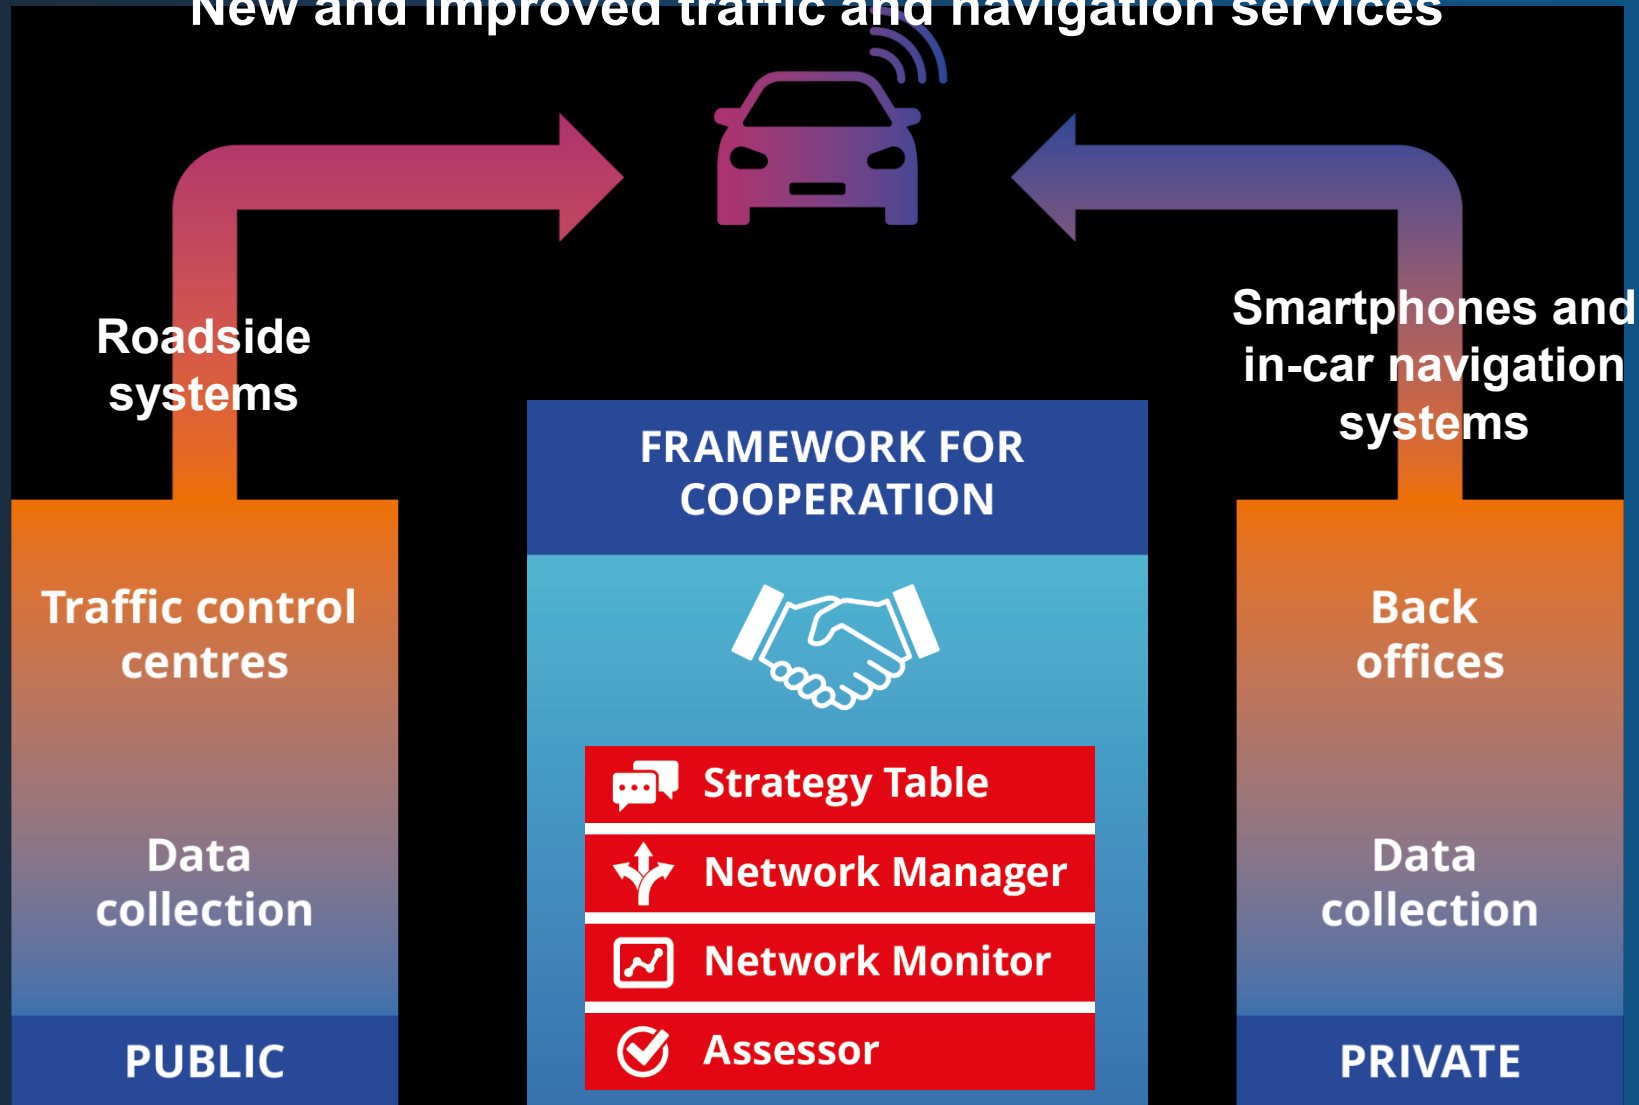 New and improved traffic and navigation services
Roadside
systems
Smartphones and
in-car navigation
systems
FRAMEWORK FOR
COOPERATION
Traffic control
centres
Data
collection
PUBLIC
Strategy Table
Network Manager
Network Monitor
Assessor
Back
offices
Data
collection
PRIVATE